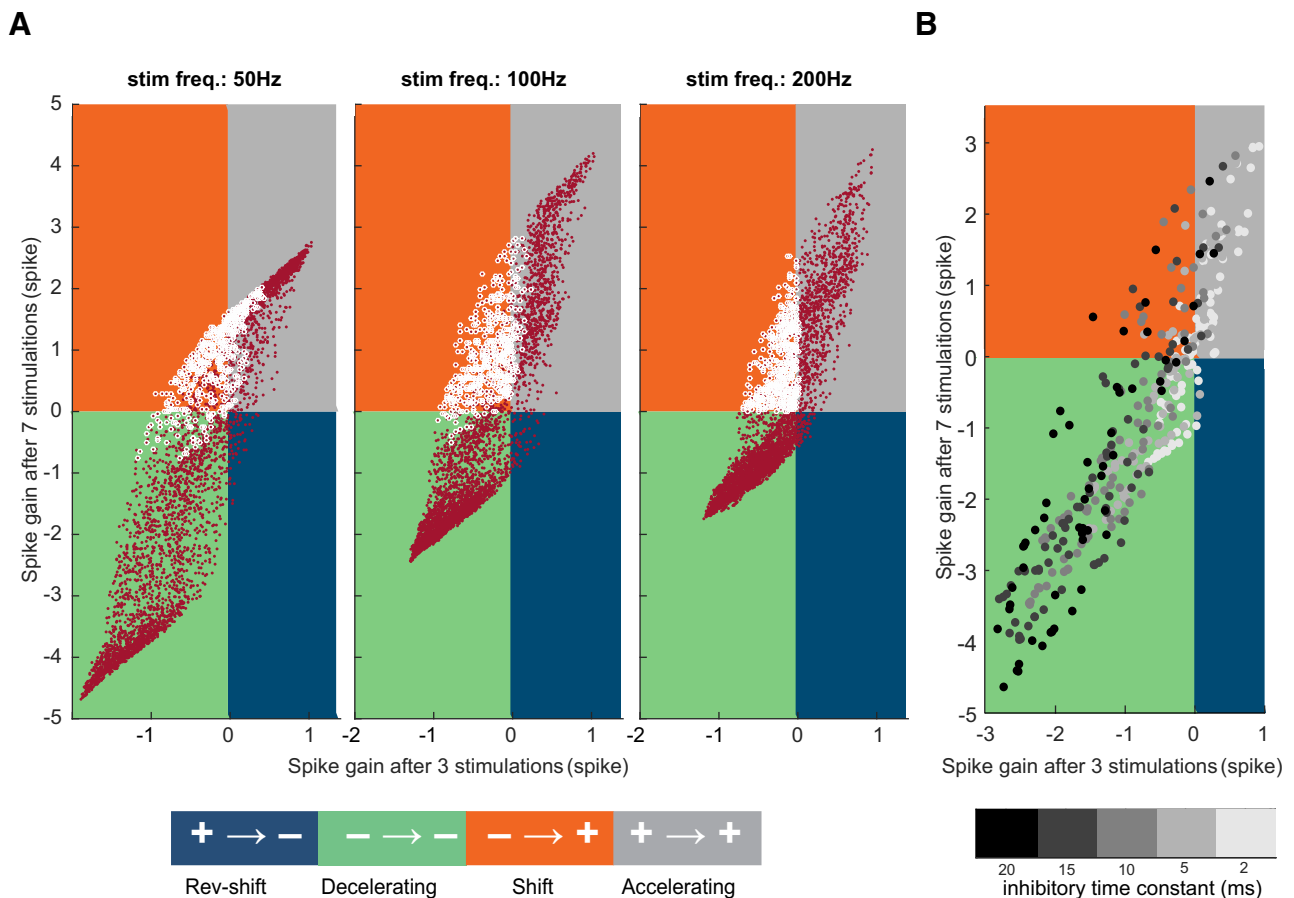 A
B
stim freq.: 50Hz
stim freq.: 100Hz
stim freq.: 200Hz
Spike gain after 7 stimulations (spike)
5
4
3
2
1
0
-1
-2
-3
-4
-5
-1 0 1
-2 -1 0 1
-2 -1 0 1
Spike gain after 3 stimulations (spike)
Spike gain after 7 stimulations (spike)
3
2
1
0
-1
-2
-3
-4
-5
-3 -2 -1 0 1
Spike gain after 3 stimulations (spike)
+ → −
− → −
− → +
+ → +
Rev-shift
Decelerating
Shift
Accelerating
20 15 10 5 2
inhibitory time constant (ms)